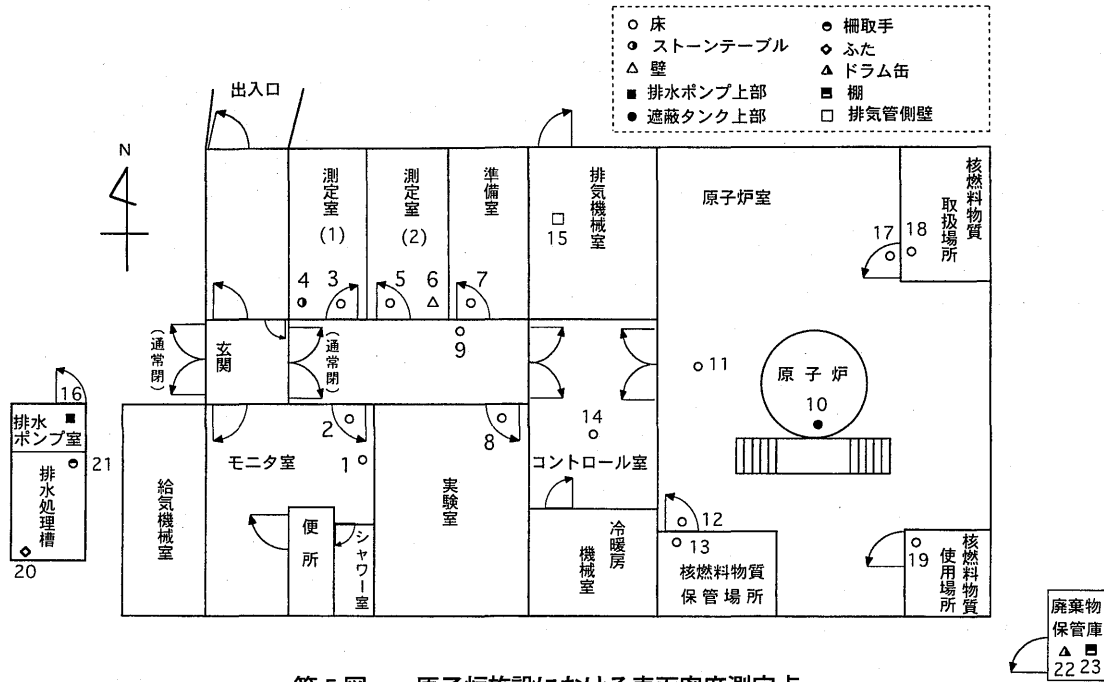 ○ 床
◐ ストーンテーブル
△ 壁
■ 排水ポンプ上部
● 遮蔽タンク上部
柵取手
ふた
ドラム缶
棚
□ 排気管側壁
出入口
N
測定室
(1)
測定室
(2)
準備室
排気機械室
15
原子炉室
核燃料物質
取扱場所
17
18
4
3
5
6
7
9
(通常閉)
玄関
(通常閉)
11
原子炉
10
16
排水
ポンプ室
21
排水処理槽
20
給気機械室
モニタ室
2
1
便所
シャワー室
実験室
8
14
コントロール室
冷暖房
機械室
12
13
核燃料物質
保管場所
19
核燃料物質
使用場所
廃棄物
保管庫
22 23